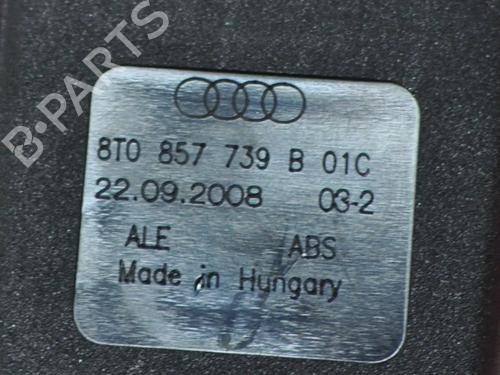 B-PARTS
8T0 857 739 B 01C
22.09.2008 03-2
ALE ABS
Made in Hungary